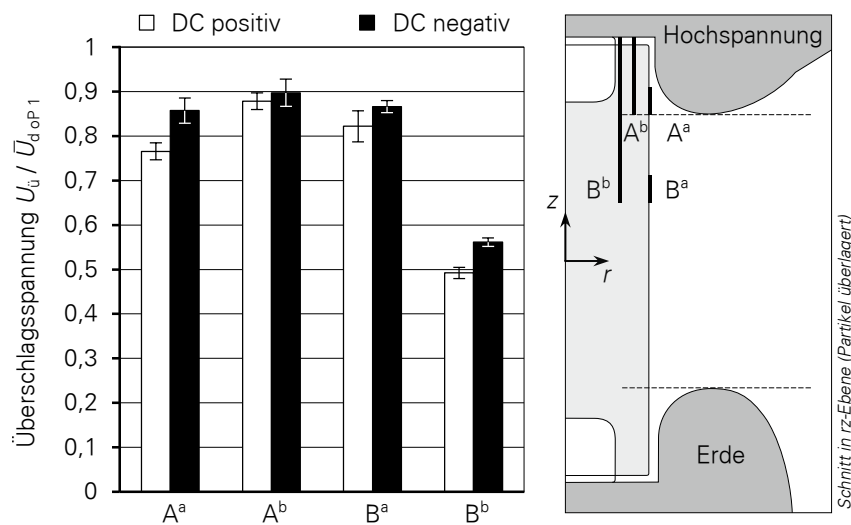 DC positiv DC negativ
Überschlagsspannung Uü / Ūd oP 1
1
0,9
0,8
0,7
0,6
0,5
0,4
0,3
0,2
0,1
0
Aᵃ Aᵇ Bᵃ Bᵇ
Hochspannung
Aᵇ Aᵃ
Bᵇ Bᵃ
z
r
Erde
Schnitt in rz-Ebene (Partikel überlagert)